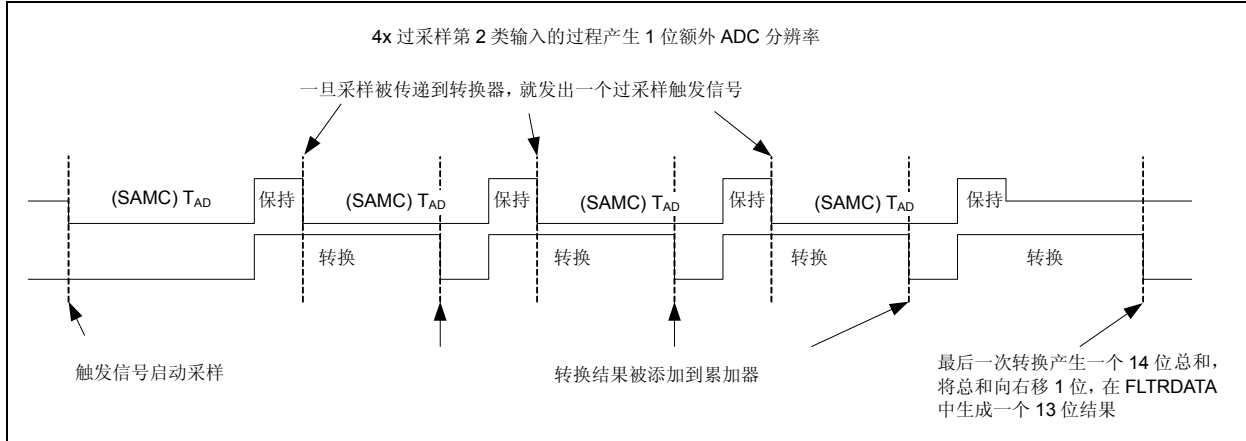 4x 过采样第 2 类输入的过程产生 1 位额外 ADC 分辨率
一旦采样被传递到转换器，就发出一个过采样触发信号
(SAMC) TAD 保持 (SAMC) TAD 保持 (SAMC) TAD 保持 (SAMC) TAD 保持
转换 转换 转换 转换
触发信号启动采样
转换结果被添加到累加器
最后一次转换产生一个 14 位总和，
将总和向右移 1 位，在 FLTRDATA
中生成一个 13 位结果